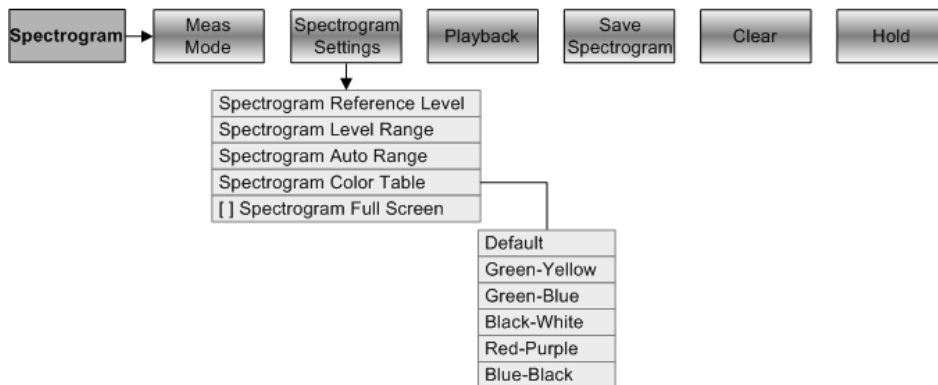 Spectrogram
Meas
Mode
Spectrogram
Settings
Playback
Save
Spectrogram
Clear
Hold
Spectrogram Reference Level
Spectrogram Level Range
Spectrogram Auto Range
Spectrogram Color Table
[ ] Spectrogram Full Screen
Default
Green-Yellow
Green-Blue
Black-White
Red-Purple
Blue-Black